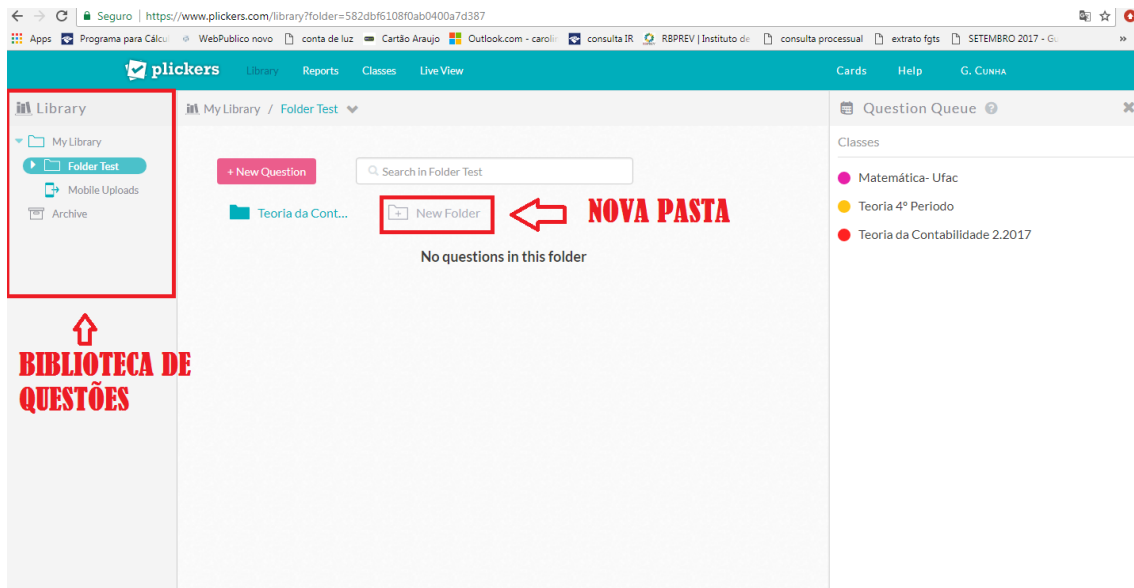 Seguro | https://www.plickers.com/library?folder=582dbf6108f0ab0400a7d387
Apps Programa para Cálcul WebPublico novo conta de luz Cartão Araujo Outlook.com - carolin consulta IR RBPREV | Instituto de consulta processual extrato fgts SETEMBRO 2017 - Gu »
plickers Library Reports Classes Live View Cards Help G. Cunha
Library
My Library / Folder Test
Question Queue ?
My Library
Folder Test
Mobile Uploads
Archive
+ New Question
Search In Folder Test
Teoria da Cont...
+ New Folder
NOVA PASTA
No questions in this folder
Classes
Matemática- Ufac
Teoria 4º Periodo
Teoria da Contabilidade 2.2017
BIBLIOTECA DE
QUESTÕES